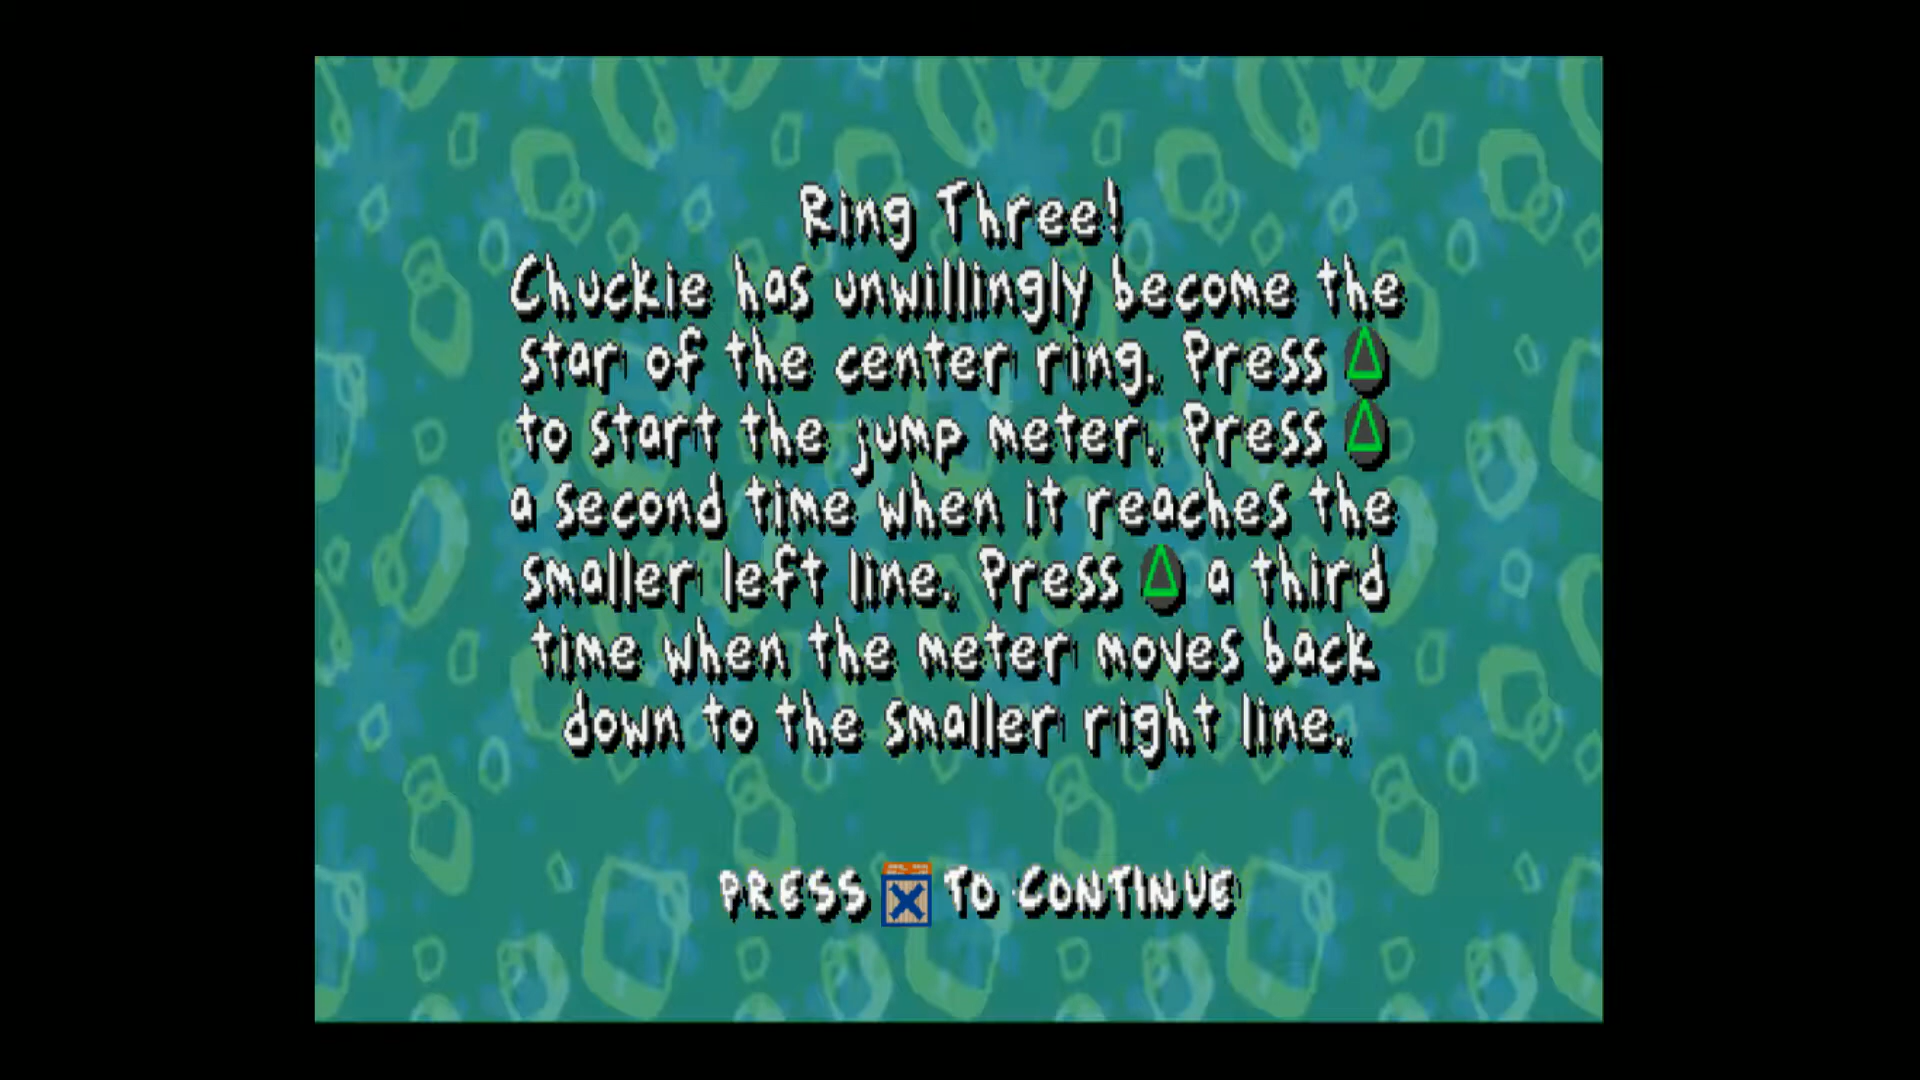 Ring Three!
Chuckie has unwillingly become the
star of the center ring. Press △
to start the jump meter. Press △
a second time when it reaches the
smaller left line. Press △ a third
time when the meter moves back
down to the smaller right line.
PRESS X TO CONTINUE